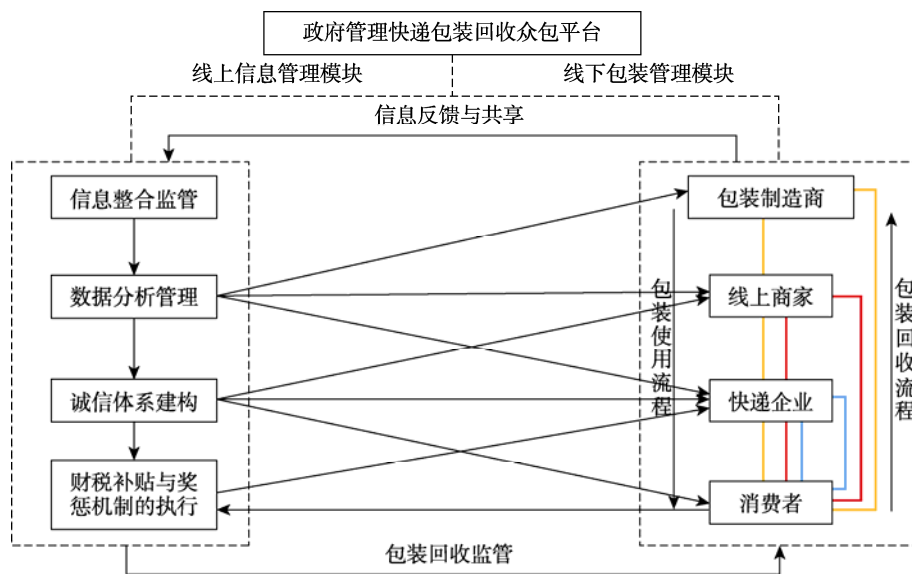 政府管理快递包装回收众包平台
线上信息管理模块
线下包装管理模块
信息反馈与共享
信息整合监管
数据分析管理
诚信体系建构
财税补贴与奖
惩机制的执行
包装使用流程
包装制造商
线上商家
快递企业
消费者
包装回收流程
包装回收监管